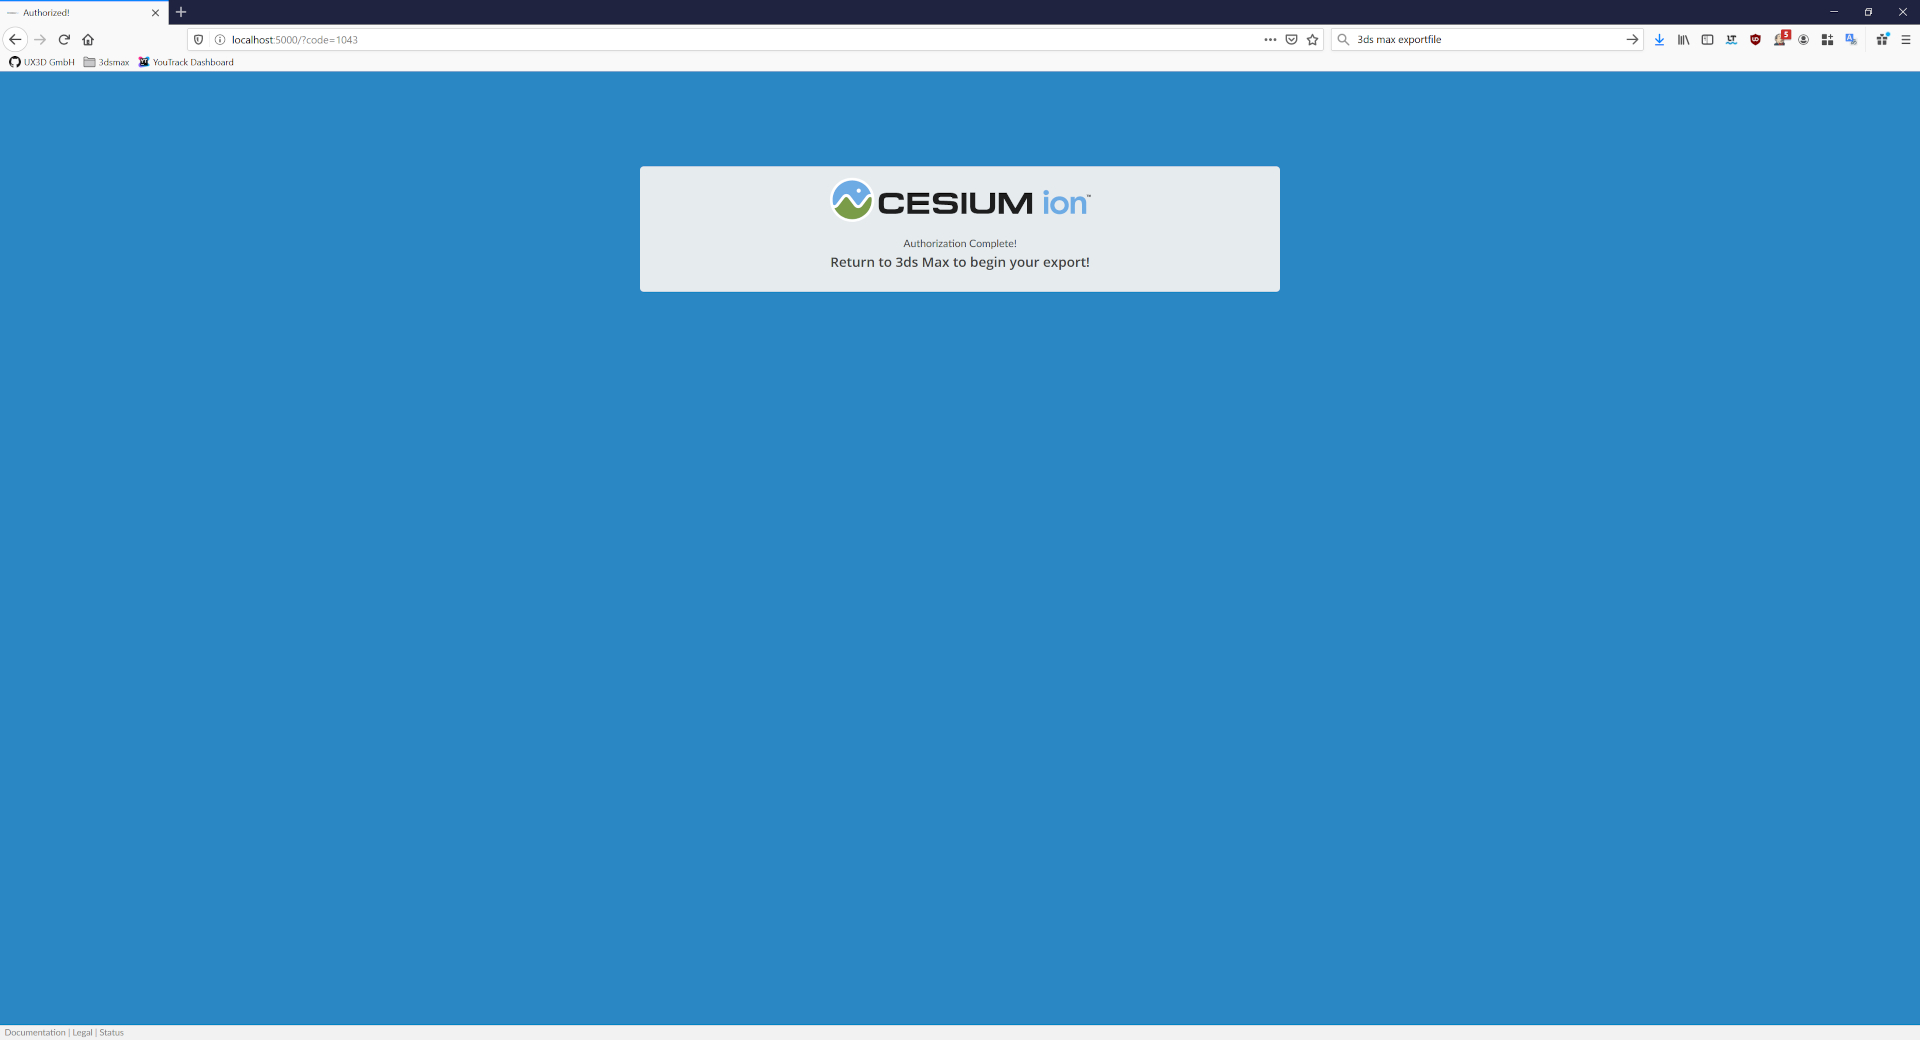 Authorized!
localhost:5000/?code=1043
3ds max exportfile
5
UX3D GmbH
3dsmax
YouTrack Dashboard
CESIUM ion™
Authorization Complete!
Return to 3ds Max to begin your export!
Documentation | Legal | Status